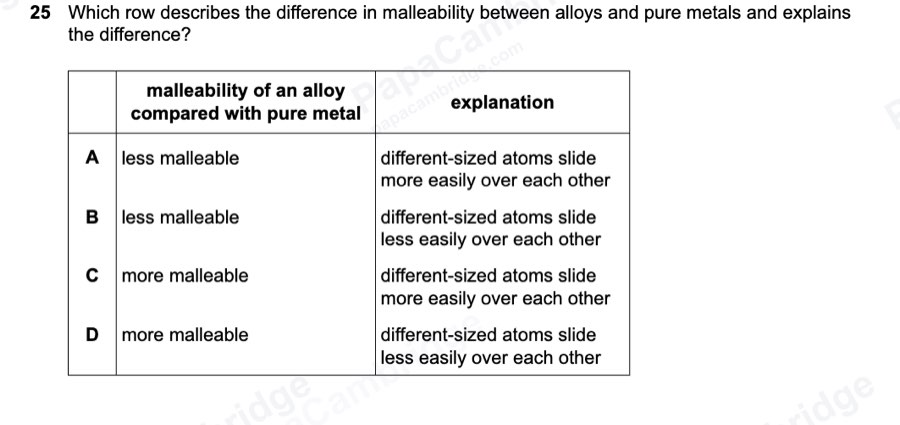 25 Which row describes the difference in malleability between alloys and pure metals and explains
the difference?
malleability of an alloy
compared with pure metal
explanation
A less malleable different-sized atoms slide
more easily over each other
B less malleable different-sized atoms slide
less easily over each other
C more malleable different-sized atoms slide
more easily over each other
D more malleable different-sized atoms slide
less easily over each other
PapaCambridge
papacambridge.com